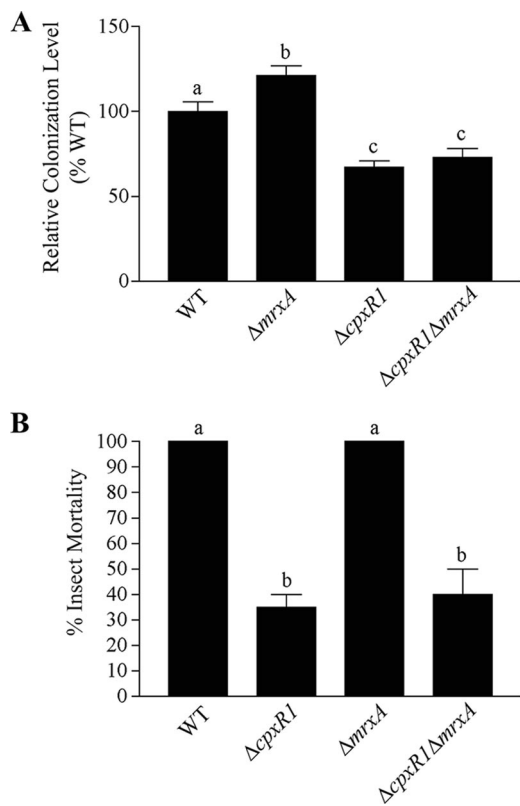 A
Relative Colonization Level
(% WT)
150
100
50
0
a
b
c
c
WT
ΔmrxA
ΔcpxR1
ΔcpxR1ΔmrxA
B
% Insect Mortality
100
90
80
70
60
50
40
30
20
10
0
a
b
a
b
WT
ΔcpxR1
ΔmrxA
ΔcpxR1ΔmrxA